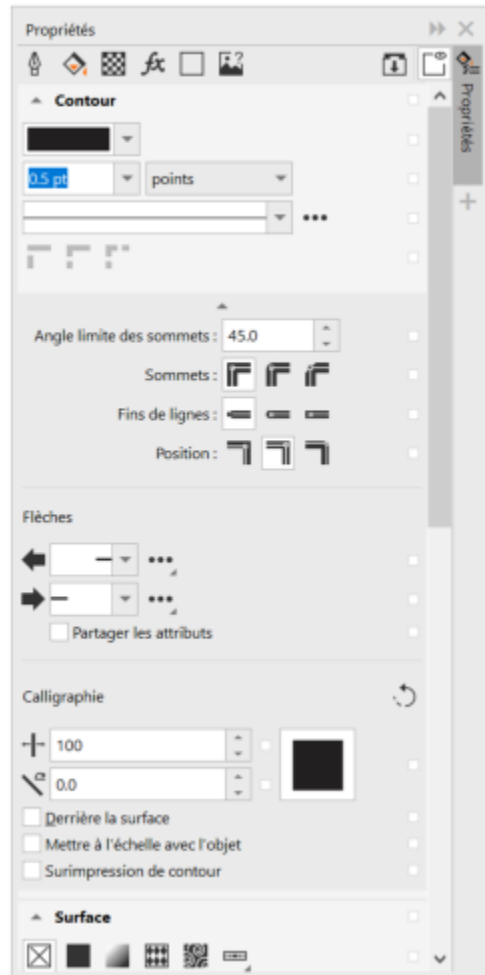 Propriétés
fx
Propriétés
Contour
0.5 pt
points
Angle limite des sommets : 45.0
Sommets :
Fins de lignes :
Position :
Flèches
Partager les attributs
Calligraphie
100
0.0
Derrière la surface
Mettre à l'échelle avec l'objet
Surimpression de contour
Surface